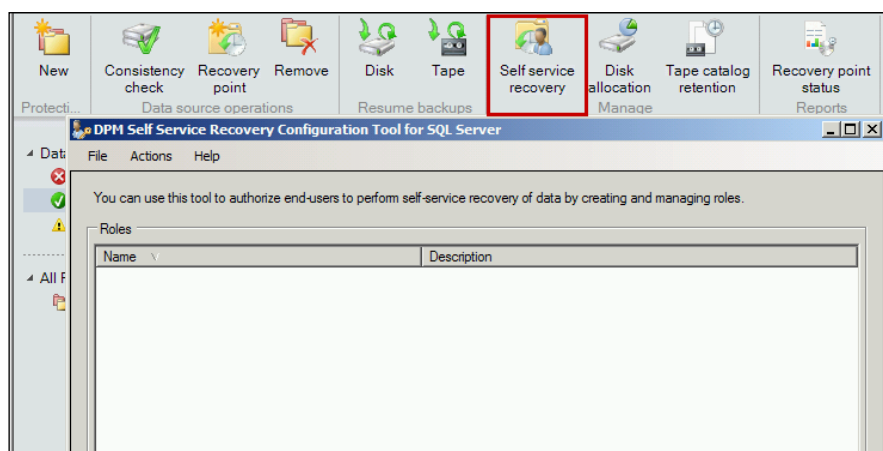 New
Consistency check
Recovery point
Remove
Disk
Tape
Self service recovery
Disk allocation
Tape catalog retention
Recovery point status
Protecti...
Data source operations
Resume backups
Manage
Reports
DPM Self Service Recovery Configuration Tool for SQL Server
File Actions Help
You can use this tool to authorize end-users to perform self-service recovery of data by creating and managing roles.
Roles
Name Description